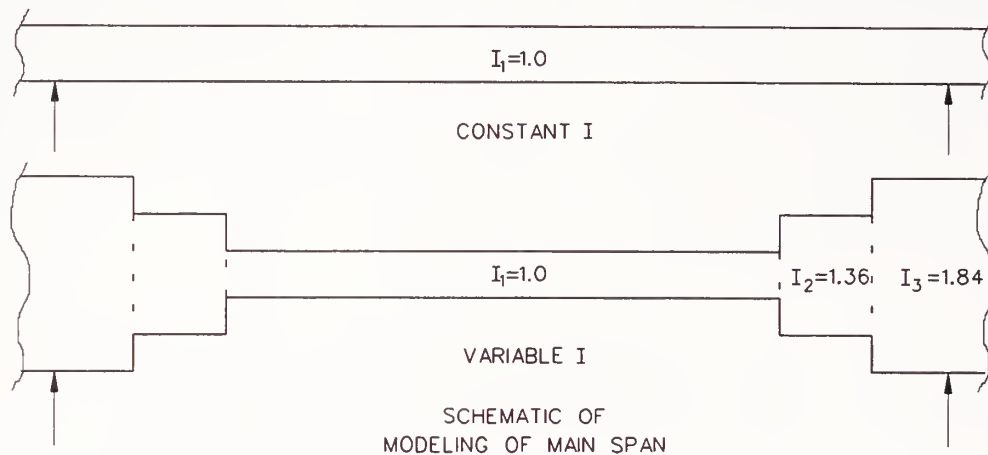 I₁=1.0
CONSTANT I
I₁=1.0
I₂=1.36
I₃=1.84
VARIABLE I
SCHEMATIC OF
MODELING OF MAIN SPAN